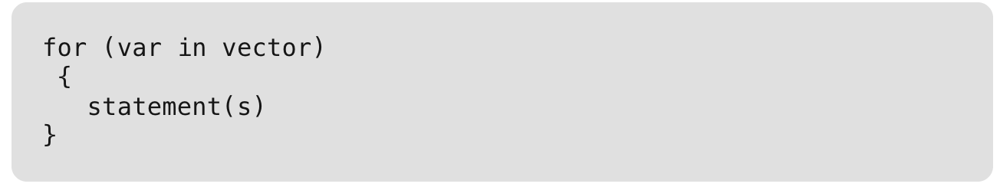 for (var in vector)
 {
   statement(s)
}